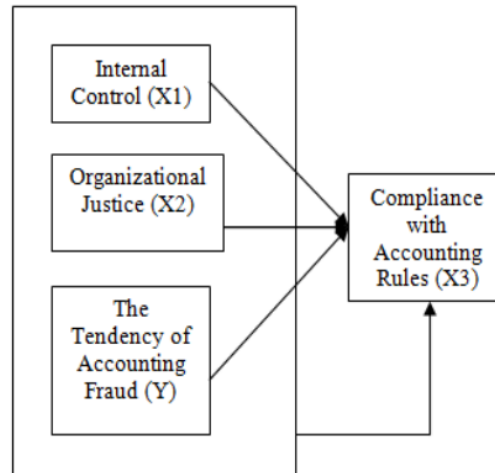 Internal
Control (X1)
Organizational
Justice (X2)
The
Tendency of
Accounting
Fraud (Y)
Compliance
with
Accounting
Rules (X3)